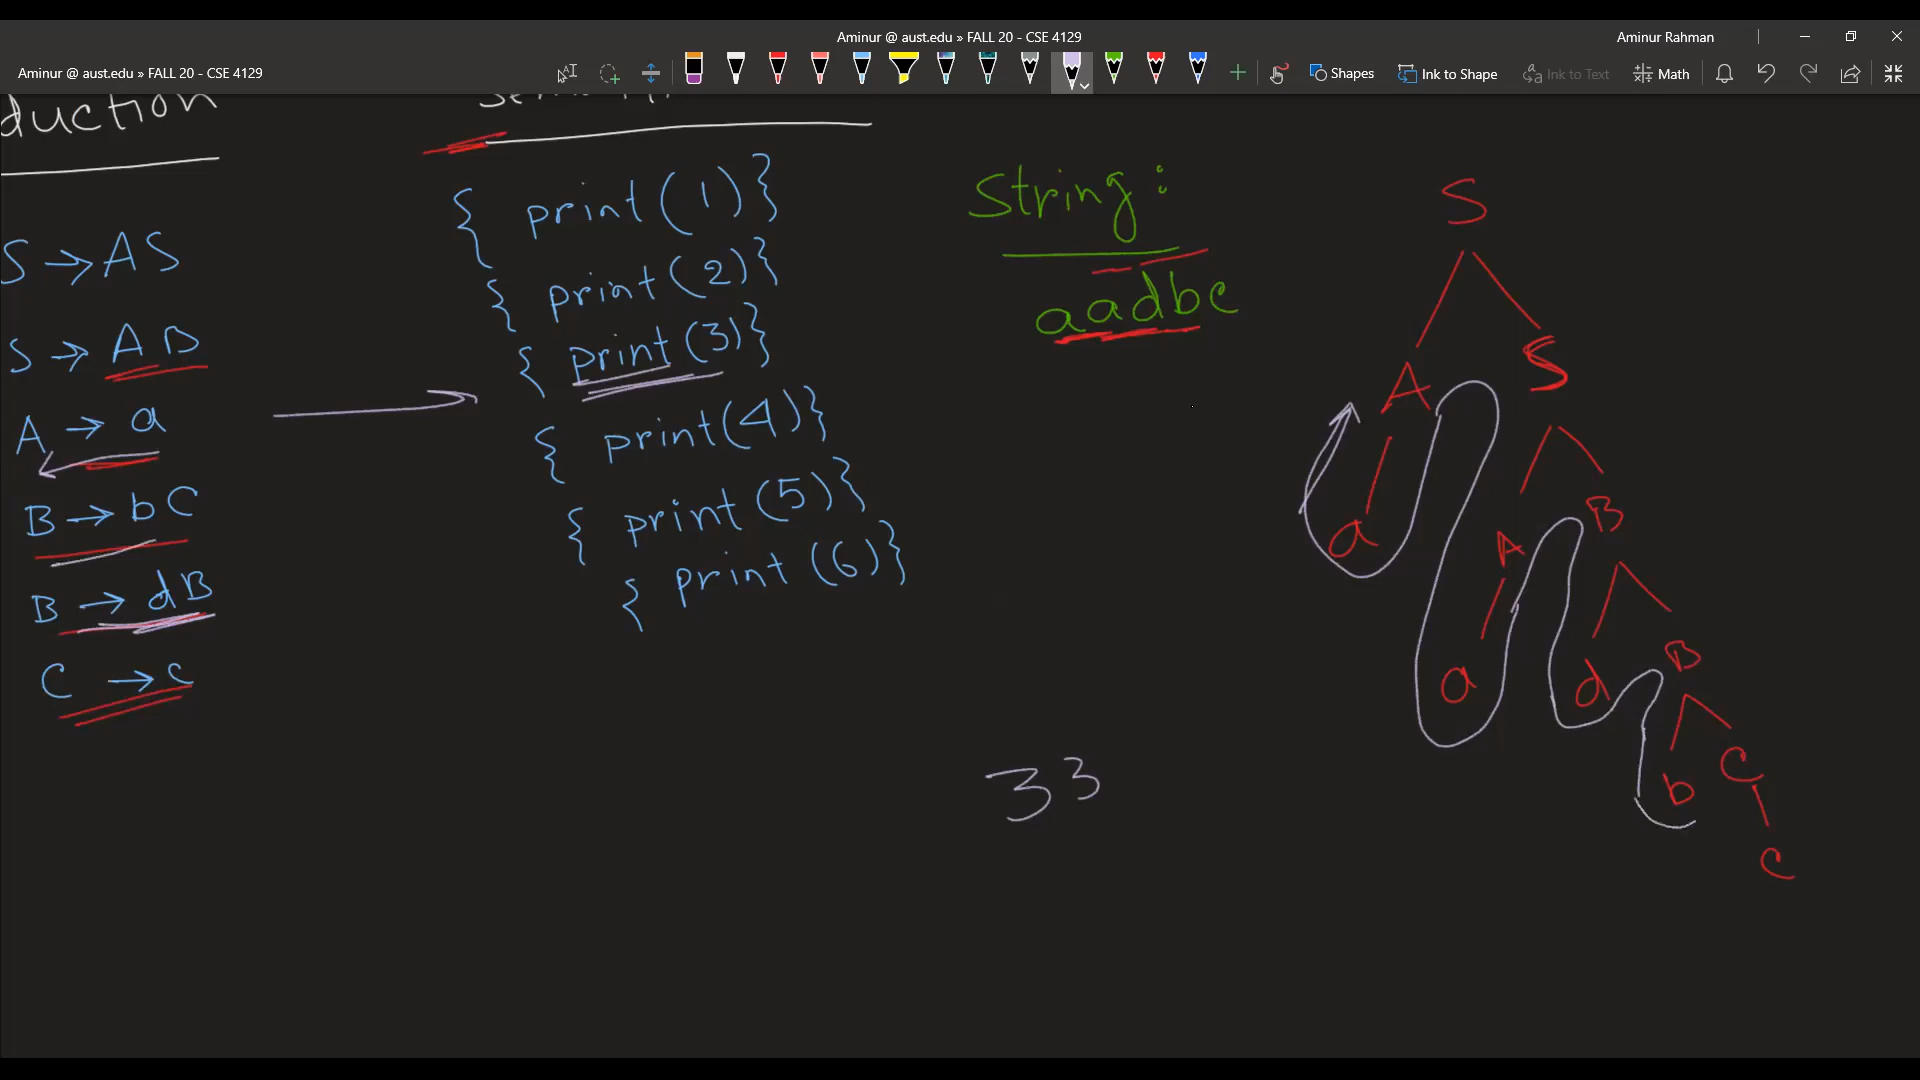 Aminur @ aust.edu » FALL 20 - CSE 4129
Aminur Rahman
Aminur @ aust.edu » FALL 20 - CSE 4129
Shapes
Ink to Shape
Ink to Text
Math
duction
S → AS
S → AB
A → a
B → bC
B → dB
C → c
{ print (1) }
{ print (2) }
{ print (3) }
{ print (4) }
{ print (5) }
{ print (6) }
String :
aadbc
33
S
A S
a A B
a d B
b C
c